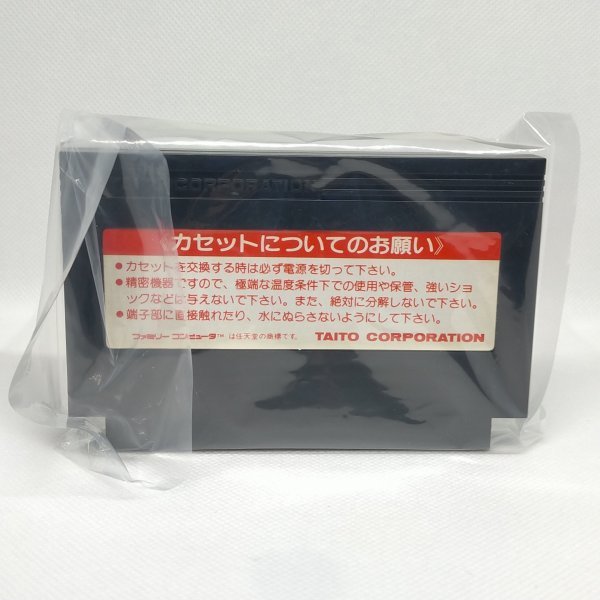 CORPORATION
《カセットについてのお願い》
●カセットを交換する時は必ず電源を切って下さい。
●精密機器ですので、極端な温度条件下での使用や保管、強いショ
ックなどは与えないで下さい。また、絶対に分解しないで下さい。
●端子部に直接触れたり、水にぬらさないようにして下さい。
ファミリーコンピュータ™は任天堂の商標です。 TAITO CORPORATION